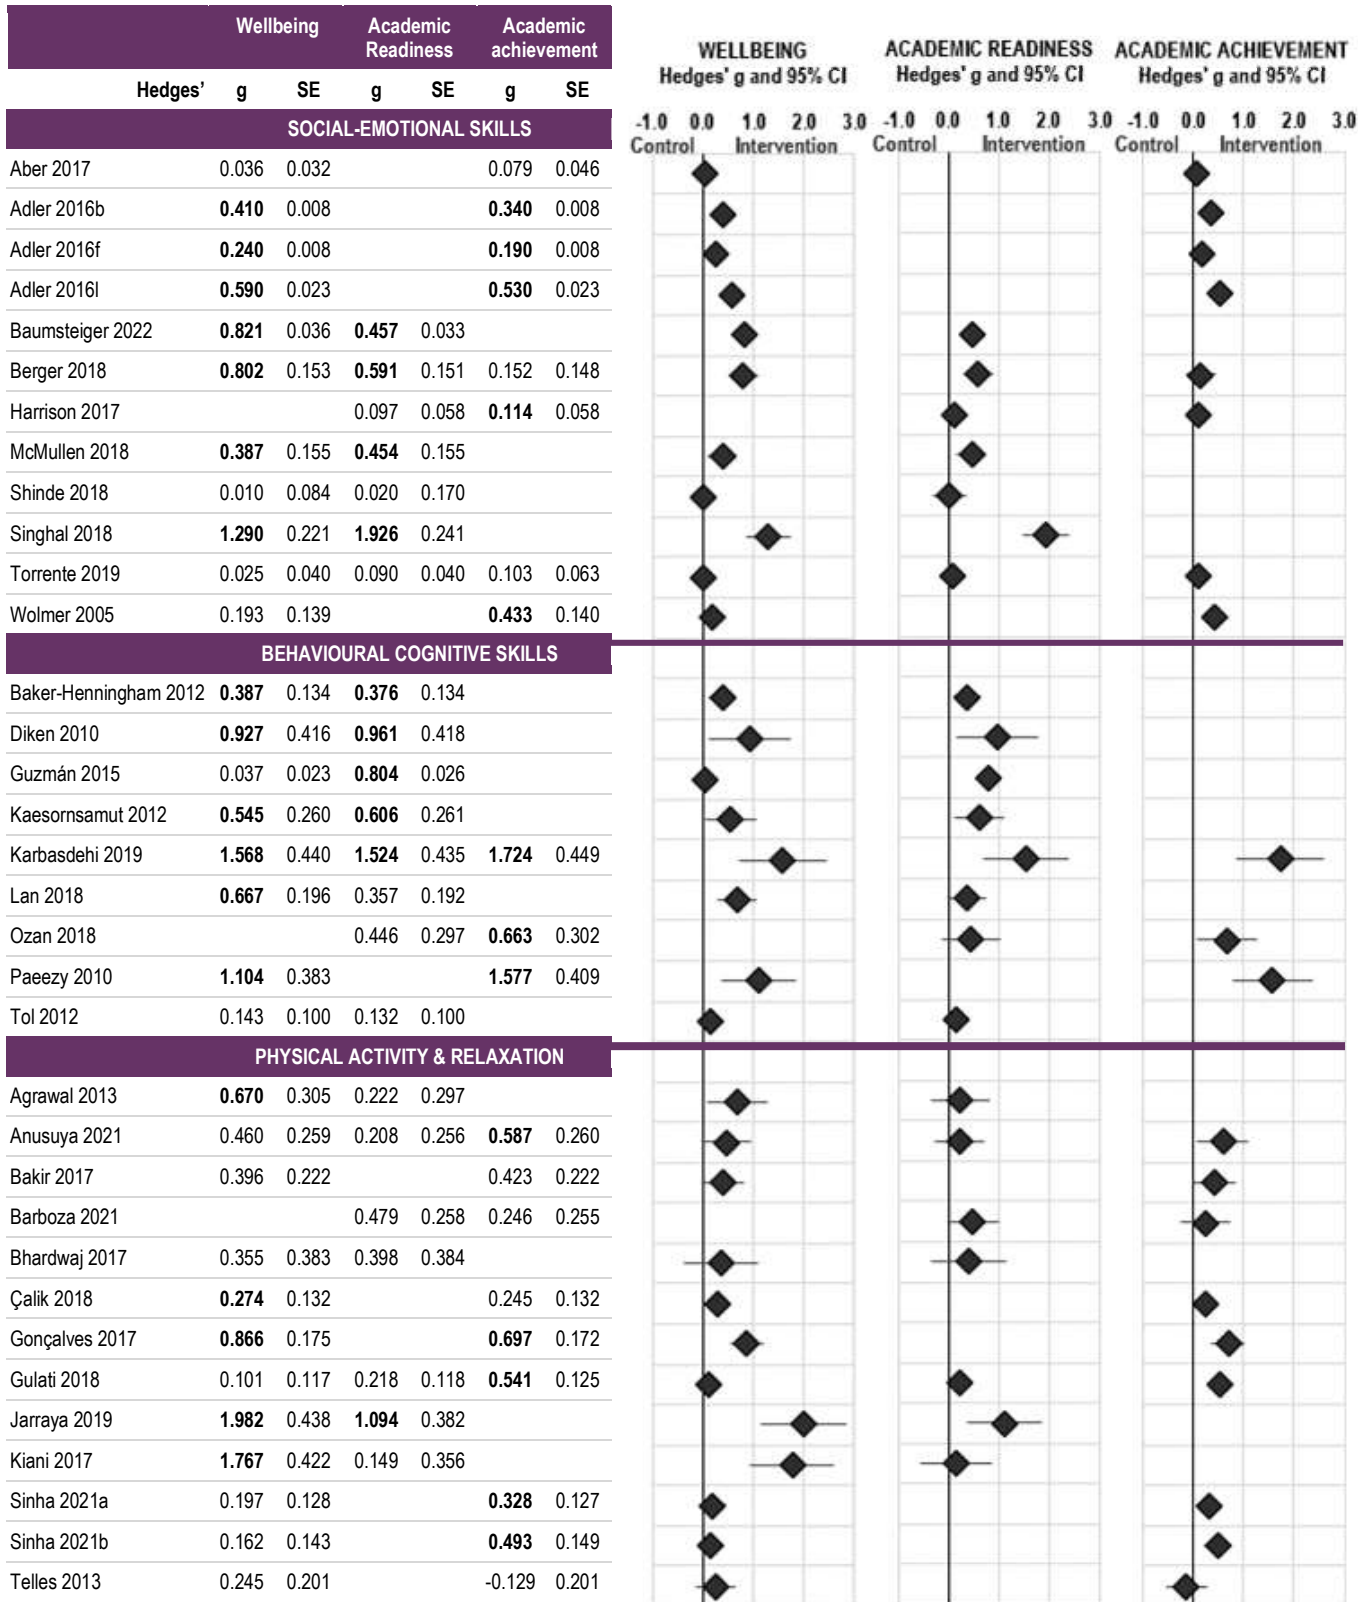 Wellbeing Academic Readiness Academic achievement
Hedges' g SE g SE g SE
SOCIAL-EMOTIONAL SKILLS
Aber 2017 0.036 0.032 0.079 0.046
Adler 2016b 0.410 0.008 0.340 0.008
Adler 2016f 0.240 0.008 0.190 0.008
Adler 2016l 0.590 0.023 0.530 0.023
Baumsteiger 2022 0.821 0.036 0.457 0.033
Berger 2018 0.802 0.153 0.591 0.151 0.152 0.148
Harrison 2017 0.097 0.058 0.114 0.058
McMullen 2018 0.387 0.155 0.454 0.155
Shinde 2018 0.010 0.084 0.020 0.170
Singhal 2018 1.290 0.221 1.926 0.241
Torrente 2019 0.025 0.040 0.090 0.040 0.103 0.063
Wolmer 2005 0.193 0.139 0.433 0.140
BEHAVIOURAL COGNITIVE SKILLS
Baker-Henningham 2012 0.387 0.134 0.376 0.134
Diken 2010 0.927 0.416 0.961 0.418
Guzmán 2015 0.037 0.023 0.804 0.026
Kaesornsamut 2012 0.545 0.260 0.606 0.261
Karbasdehi 2019 1.568 0.440 1.524 0.435 1.724 0.449
Lan 2018 0.667 0.196 0.357 0.192
Ozan 2018 0.446 0.297 0.663 0.302
Paeezy 2010 1.104 0.383 1.577 0.409
Tol 2012 0.143 0.100 0.132 0.100
PHYSICAL ACTIVITY & RELAXATION
Agrawal 2013 0.670 0.305 0.222 0.297
Anusuya 2021 0.460 0.259 0.208 0.256 0.587 0.260
Bakir 2017 0.396 0.222 0.423 0.222
Barboza 2021 0.479 0.258 0.246 0.255
Bhardwaj 2017 0.355 0.383 0.398 0.384
Çalik 2018 0.274 0.132 0.245 0.132
Gonçalves 2017 0.866 0.175 0.697 0.172
Gulati 2018 0.101 0.117 0.218 0.118 0.541 0.125
Jarraya 2019 1.982 0.438 1.094 0.382
Kiani 2017 1.767 0.422 0.149 0.356
Sinha 2021a 0.197 0.128 0.328 0.127
Sinha 2021b 0.162 0.143 0.493 0.149
Telles 2013 0.245 0.201 -0.129 0.201
WELLBEING
Hedges' g and 95% CI
-1.0 0.0 1.0 2.0 3.0
Control Intervention
ACADEMIC READINESS
Hedges' g and 95% CI
-1.0 0.0 1.0 2.0 3.0
Control Intervention
ACADEMIC ACHIEVEMENT
Hedges' g and 95% CI
-1.0 0.0 1.0 2.0 3.0
Control Intervention